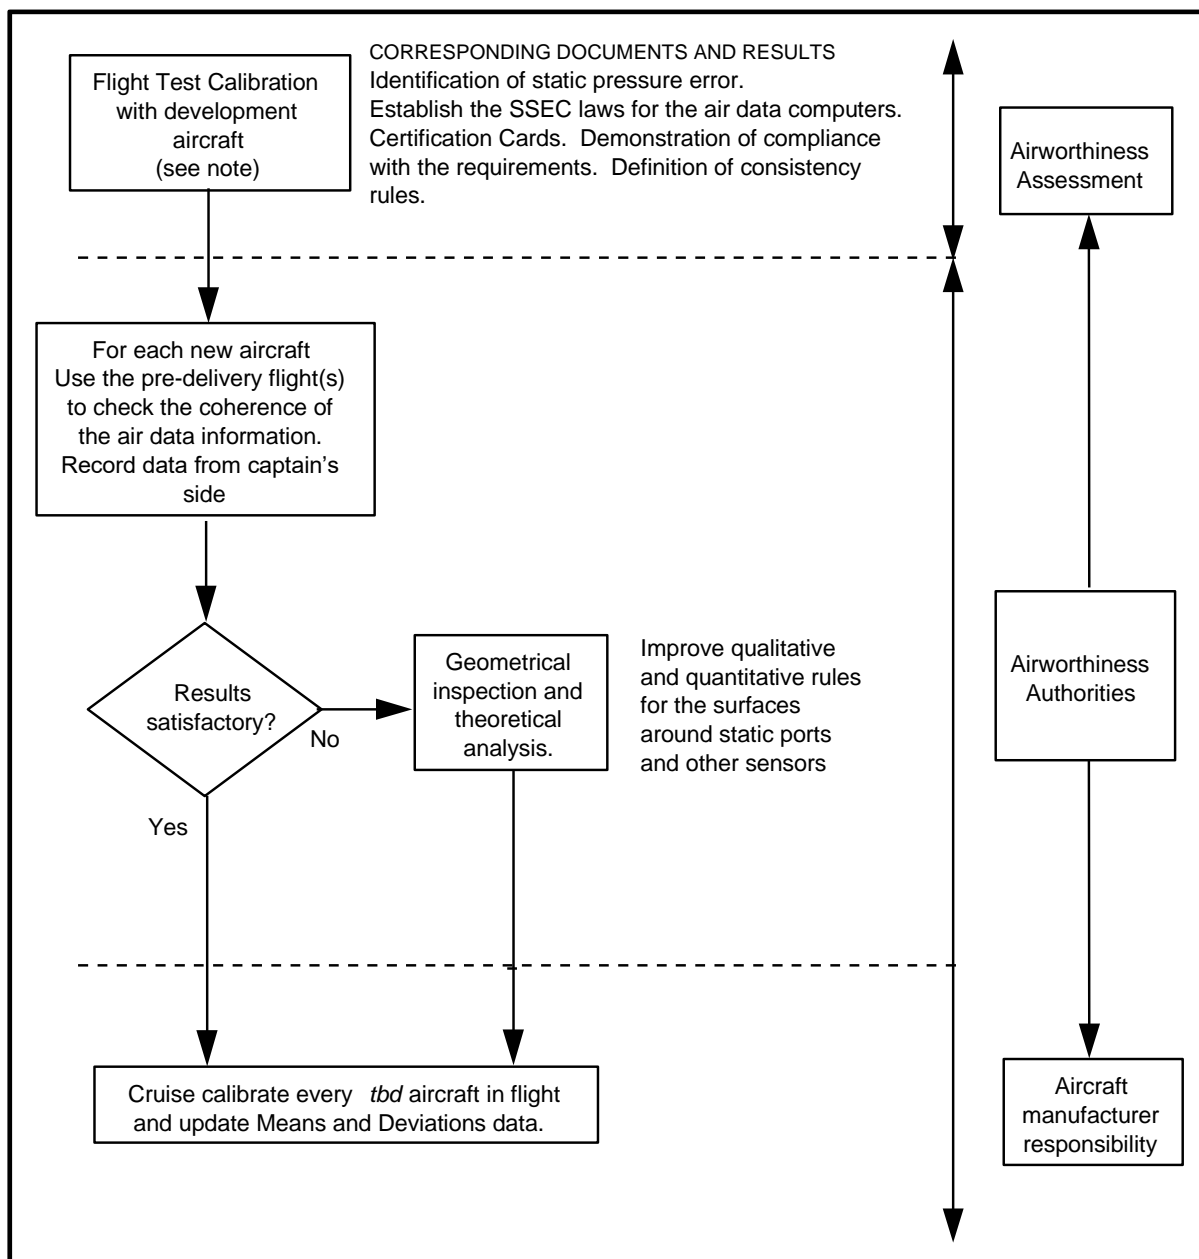 Flight Test Calibration
with development
aircraft
(see note)
CORRESPONDING DOCUMENTS AND RESULTS
Identification of static pressure error.
Establish the SSEC laws for the air data computers.
Certification Cards.  Demonstration of compliance
with the requirements.  Definition of consistency
rules.
Airworthiness
Assessment
For each new aircraft
Use the pre-delivery flight(s)
to check the coherence of
the air data information.
Record data from captain's
side
Results
satisfactory?
No
Yes
Geometrical
inspection and
theoretical
analysis.
Improve qualitative
and quantitative rules
for the surfaces
around static ports
and other sensors
Airworthiness
Authorities
Cruise calibrate every tbd aircraft in flight
and update Means and Deviations data.
Aircraft
manufacturer
responsibility